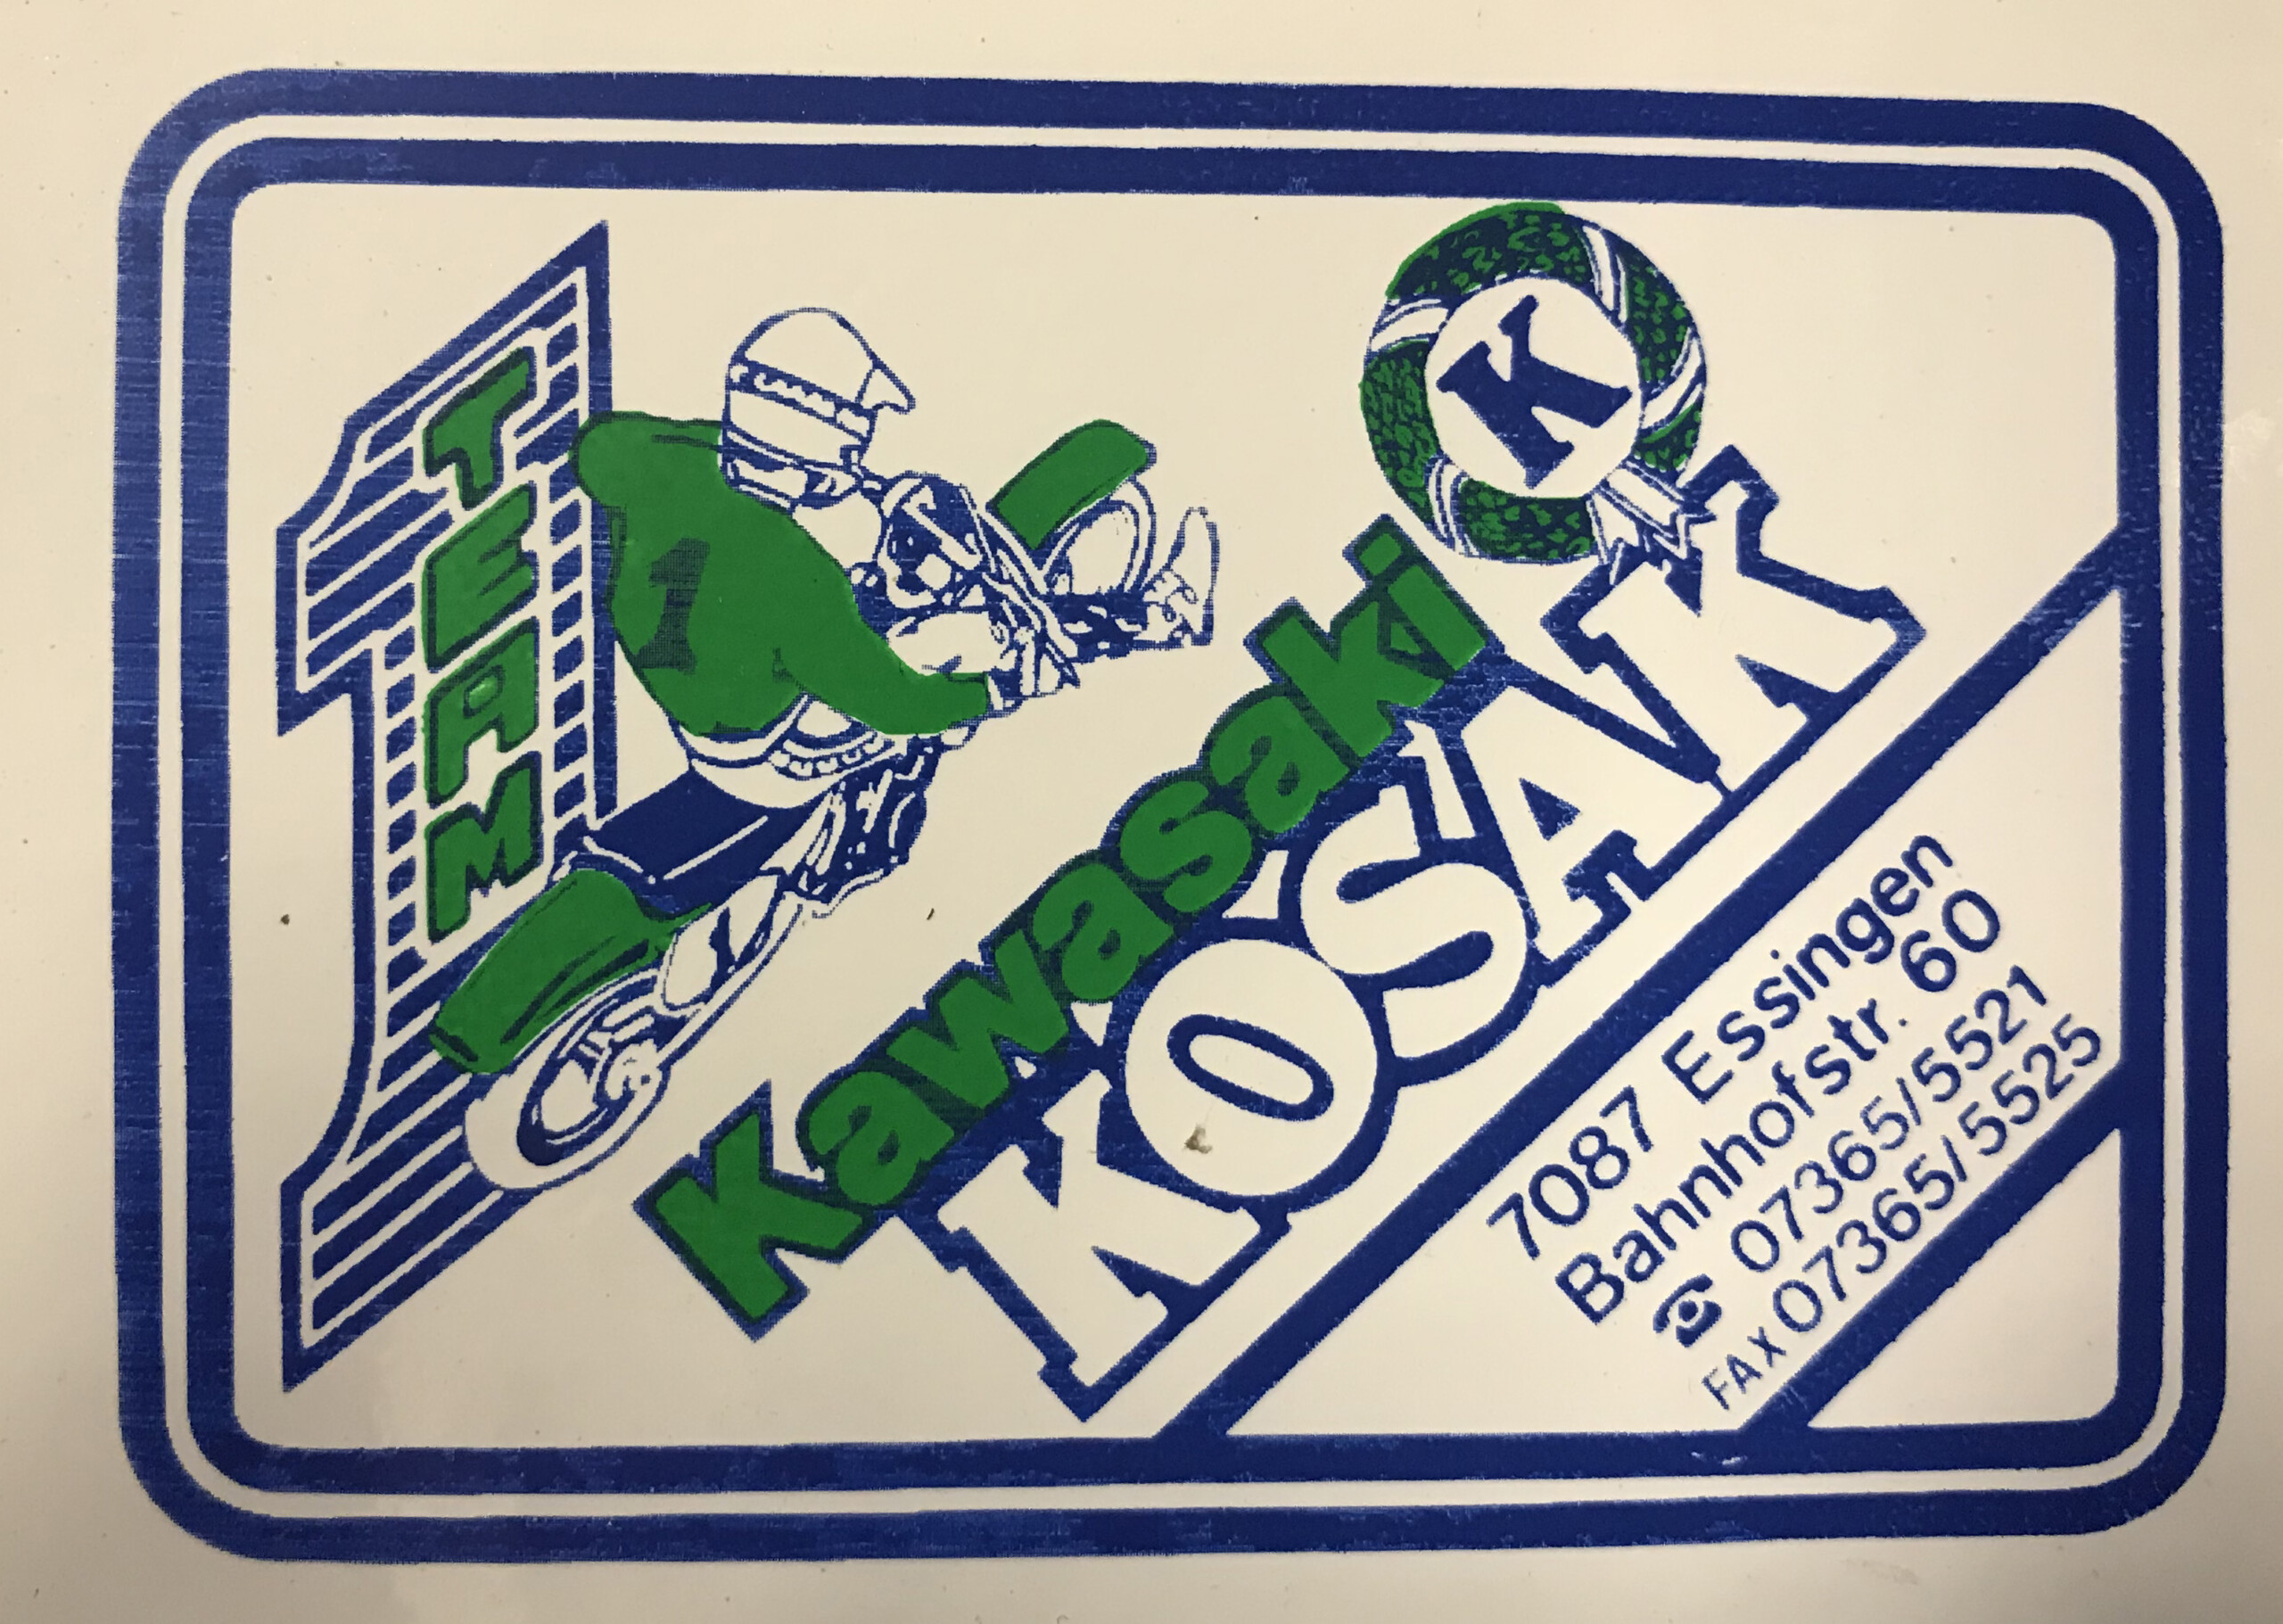 TEAM
1
K
Kawasaki
KOSAK
7087 Essingen
Bahnhofstr. 60
☎ 07365/5521
FAX 07365/5525